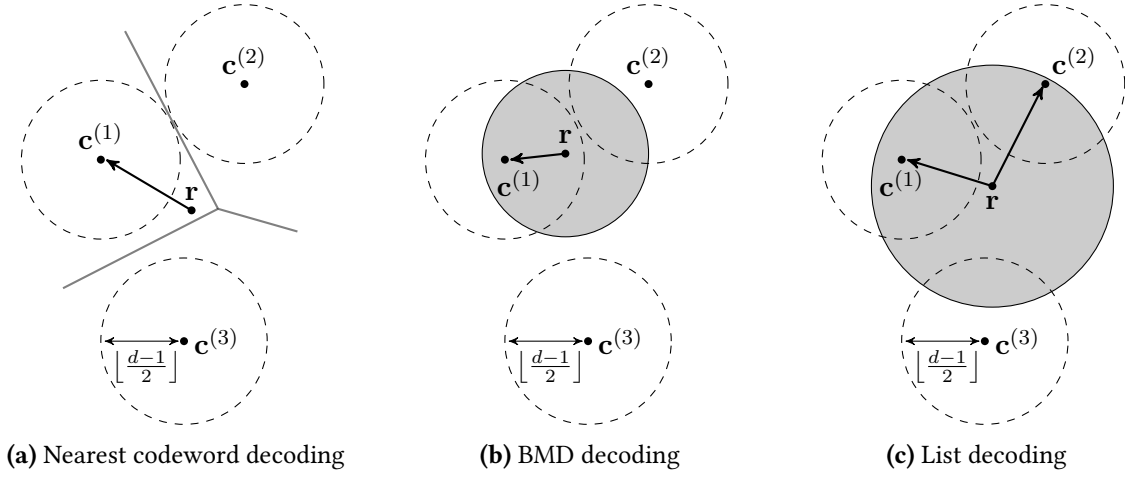 c^(2)
c^(1)
r
c^(3)
⌊(d−1)/2⌋
(a) Nearest codeword decoding
c^(2)
r
c^(1)
c^(3)
⌊(d−1)/2⌋
(b) BMD decoding
c^(2)
c^(1)
r
c^(3)
⌊(d−1)/2⌋
(c) List decoding